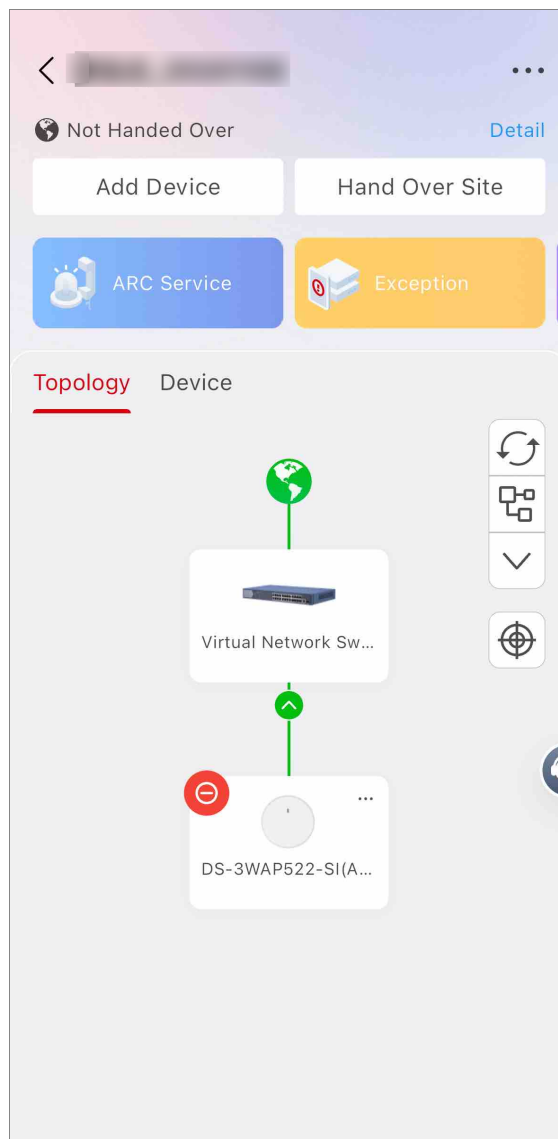 Not Handed Over
Detail
Add Device
Hand Over Site
ARC Service
Exception
Topology
Device
Virtual Network Sw...
DS-3WAP522-SI(A...